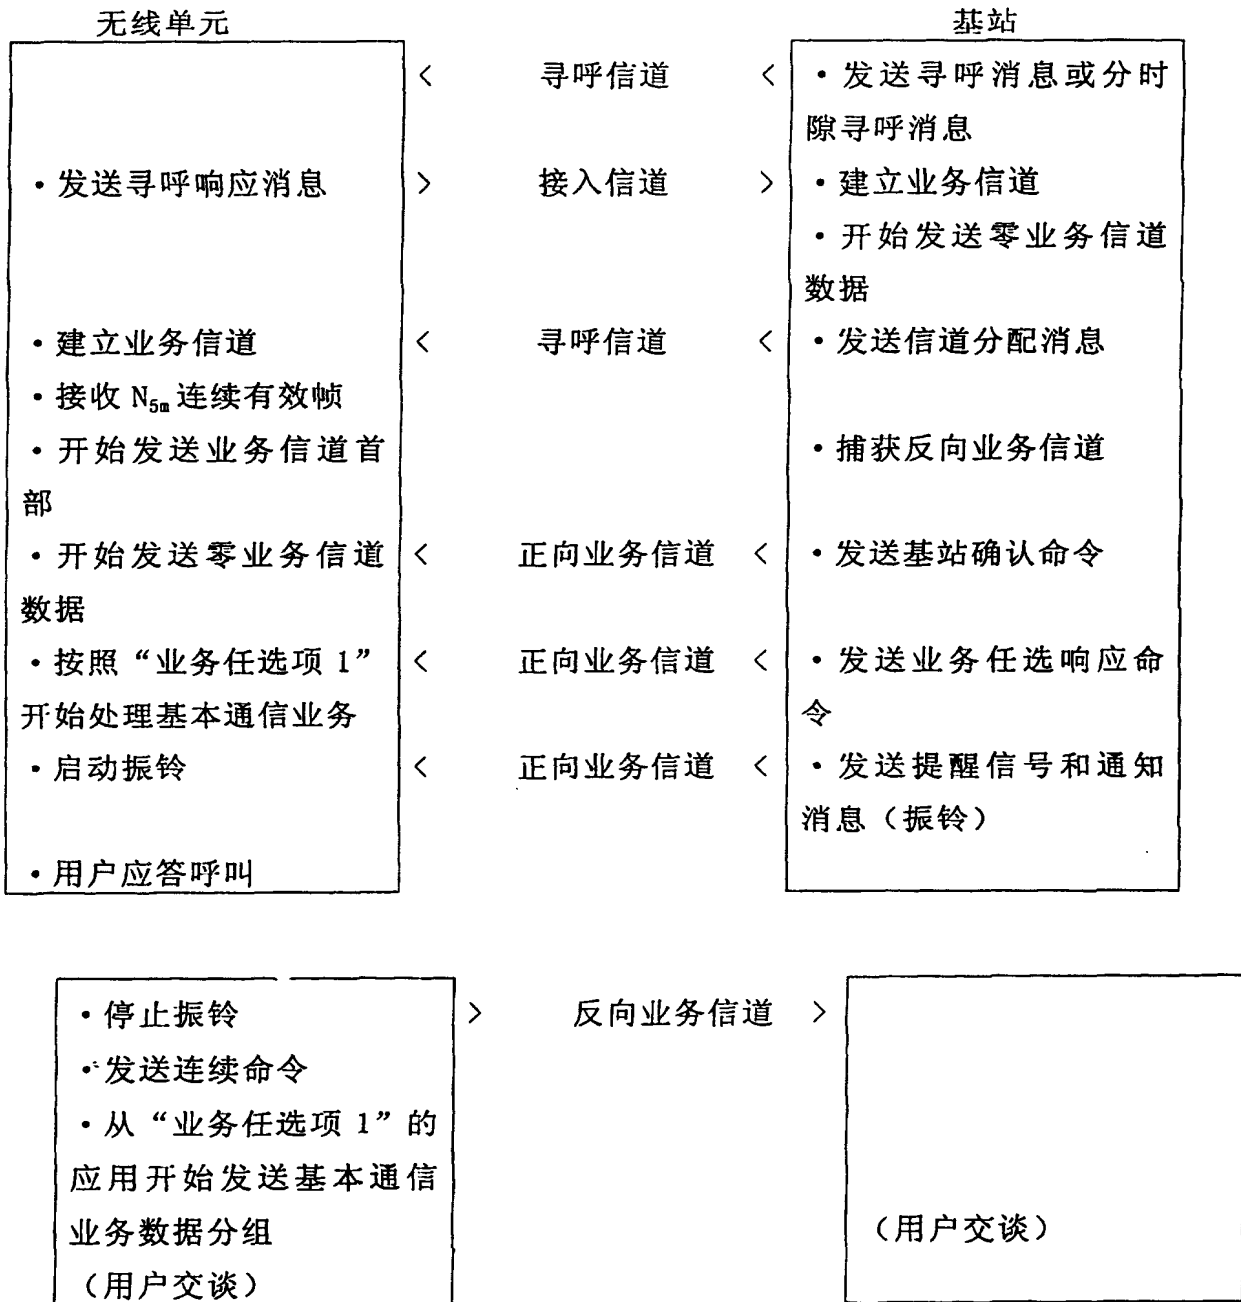 无线单元 基站
< 寻呼信道 < ·发送寻呼消息或分时
隙寻呼消息
·发送寻呼响应消息 > 接入信道 > ·建立业务信道
·开始发送零业务信道
数据
·建立业务信道 < 寻呼信道 < ·发送信道分配消息
·接收 N5m 连续有效帧
·开始发送业务信道首 ·捕获反向业务信道
部
·开始发送零业务信道 < 正向业务信道 < ·发送基站确认命令
数据
·按照“业务任选项 1” < 正向业务信道 < ·发送业务任选响应命
开始处理基本通信业务 令
·启动振铃 < 正向业务信道 < ·发送提醒信号和通知
消息（振铃）
·用户应答呼叫
·停止振铃 > 反向业务信道 >
·发送连续命令
·从“业务任选项 1”的
应用开始发送基本通信
业务数据分组 （用户交谈）
（用户交谈）